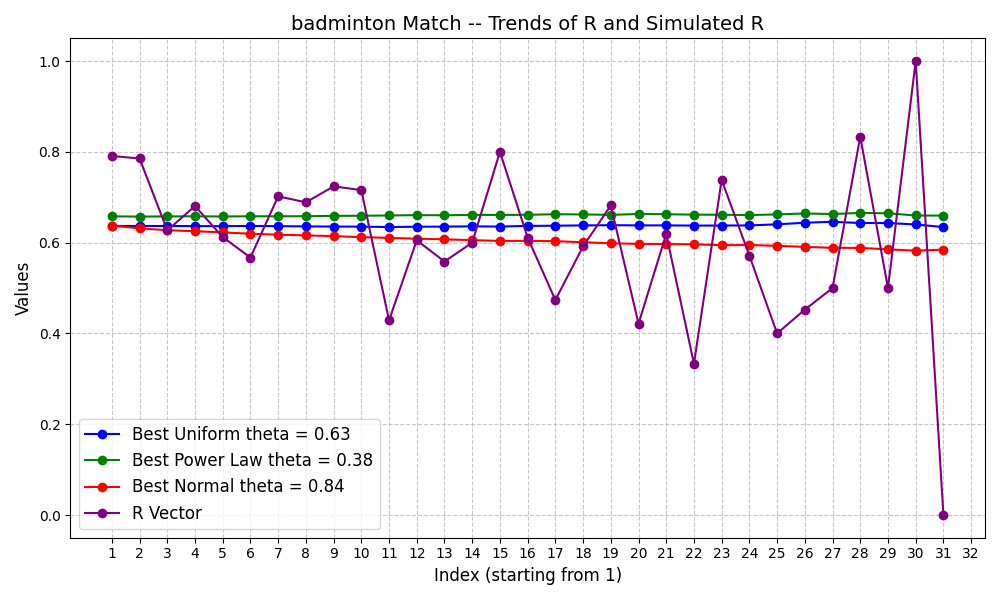 badminton Match -- Trends of R and Simulated R
Values
1.0
0.8
0.6
0.4
0.2
0.0
Best Uniform theta = 0.63
Best Power Law theta = 0.38
Best Normal theta = 0.84
R Vector
1 2 3 4 5 6 7 8 9 10 11 12 13 14 15 16 17 18 19 20 21 22 23 24 25 26 27 28 29 30 31 32
Index (starting from 1)